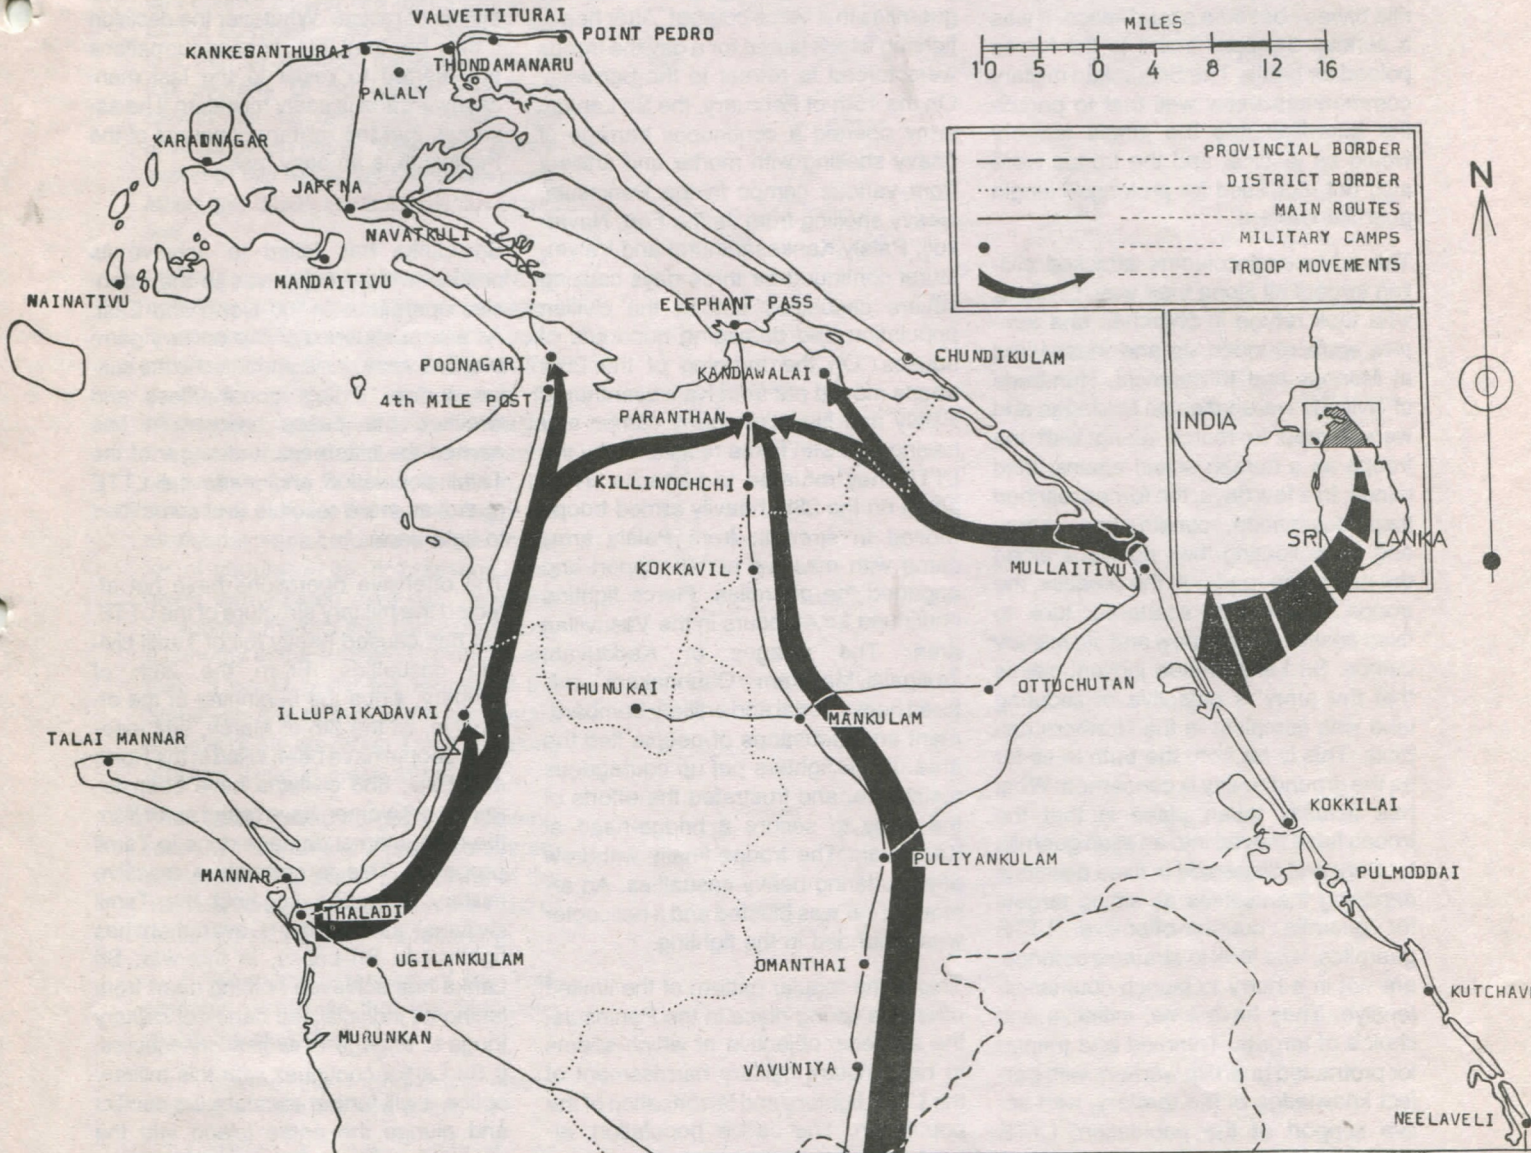 VALVETTITURAI
KANKESANTHURAI
POINT PEDRO
THONDAMANARU
PALALY
KARAINAGAR
JAFFNA
NAVATKULI
MANDAITIVU
NAINATIVU
MILES
10 5 0 4 8 12 16
PROVINCIAL BORDER
DISTRICT BORDER
MAIN ROUTES
MILITARY CAMPS
TROOP MOVEMENTS
N
ELEPHANT PASS
POONAGARI
4th MILE POST
KANDAWALAI
CHUNDIKULAM
PARANTHAN
KILLINOCHCHI
KOKKAVIL
MULLAITIVU
INDIA
SRI LANKA
THUNUKAI
OTTUCHUTAN
MANKULAM
ILLUPAIKADAVAI
TALAI MANNAR
KOKKILAI
PULIYANKULAM
PULMODDAI
MANNAR
THALADI
UGILANKULAM
OMANTHAI
KUTCHAV
MURUNKAN
VAVUNIYA
NEELAVELI